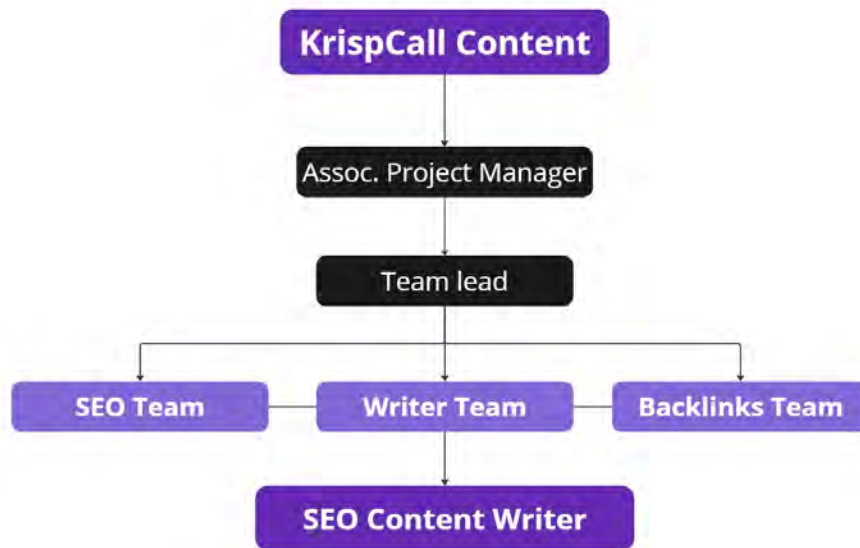 KrispCall Content
Assoc. Project Manager
Team lead
SEO Team
Writer Team
Backlinks Team
SEO Content Writer